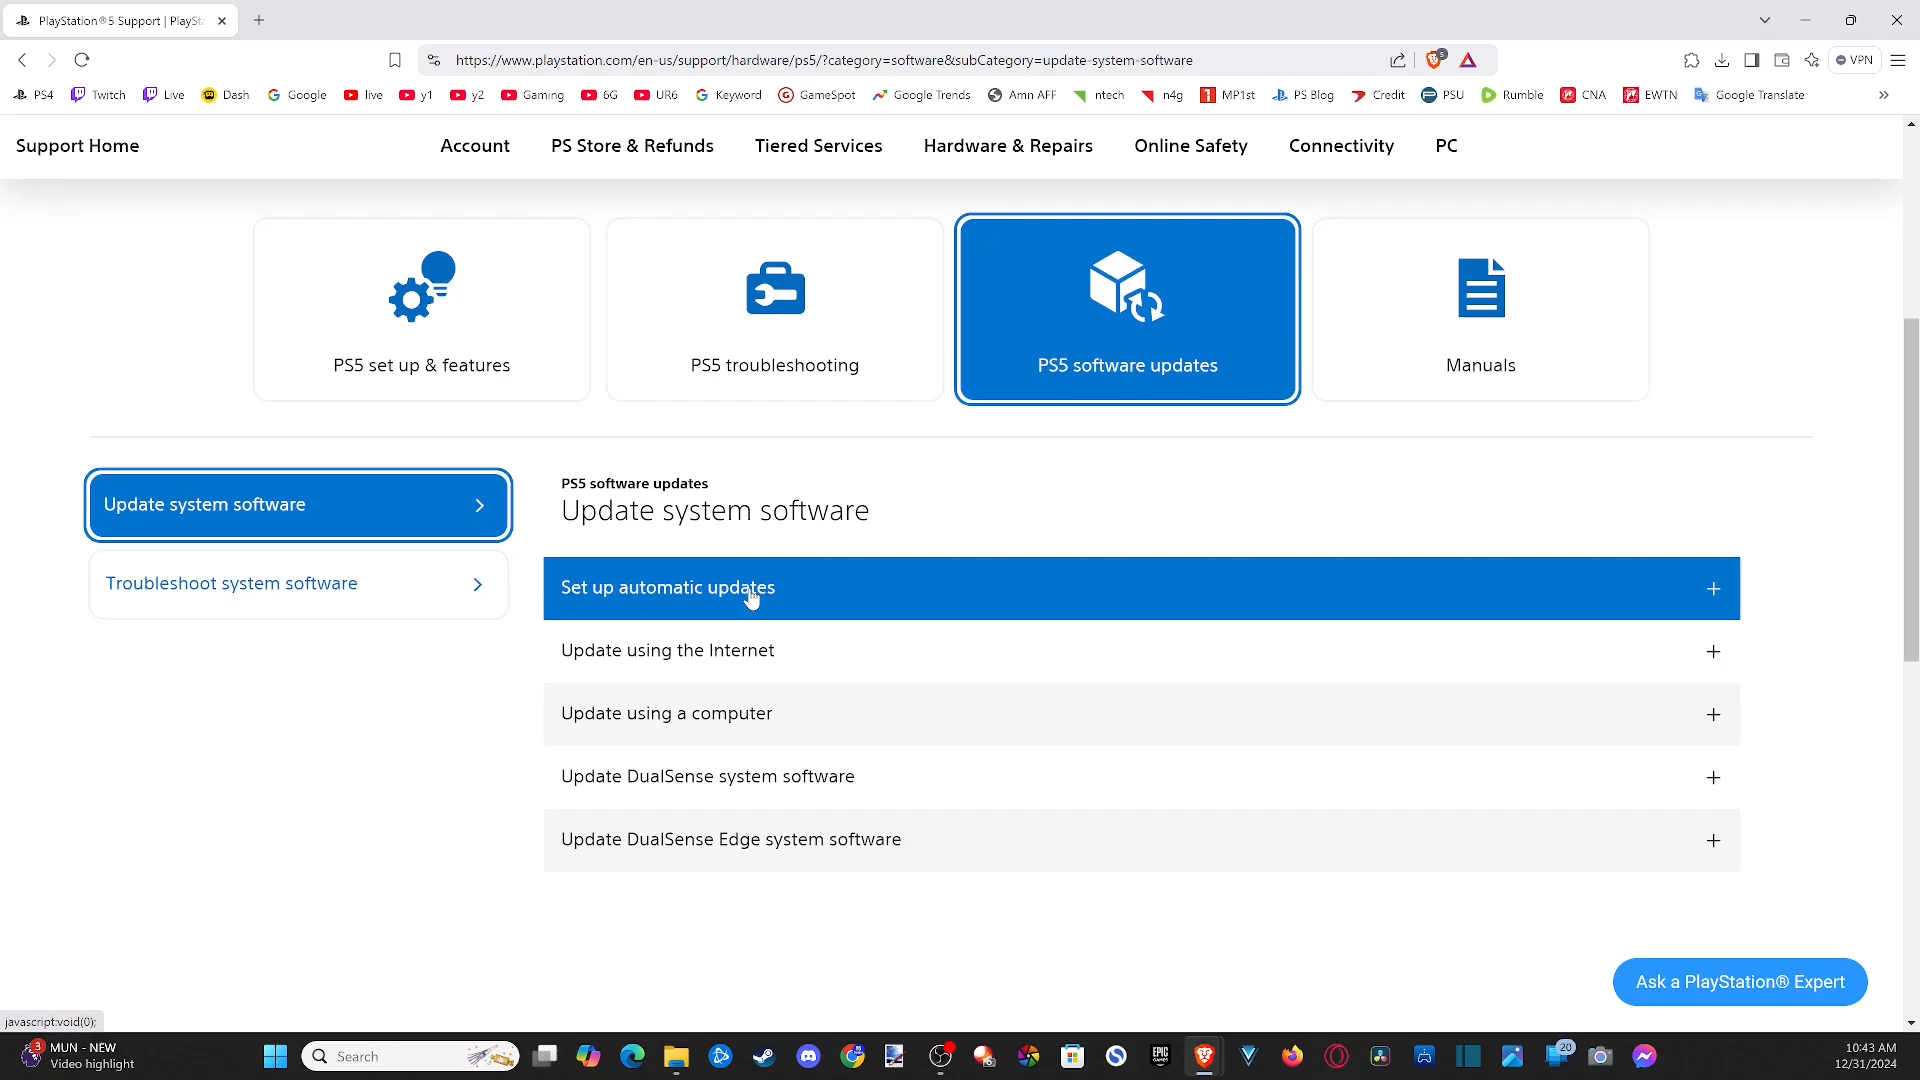 PlayStation®5 Support | PlaySt
https://www.playstation.com/en-us/support/hardware/ps5/?category=software&subCategory=update-system-software
5
VPN
PS4
Twitch
Live
Dash
Google
live
y1
y2
Gaming
6G
UR6
Keyword
GameSpot
Google Trends
Amn AFF
ntech
n4g
MP1st
PS Blog
Credit
PSU
Rumble
CNA
EWTN
Google Translate
Support Home
Account
PS Store & Refunds
Tiered Services
Hardware & Repairs
Online Safety
Connectivity
PC
PS5 set up & features
PS5 troubleshooting
PS5 software updates
Manuals
Update system software
Troubleshoot system software
PS5 software updates
Update system software
Set up automatic updates
Update using the Internet
Update using a computer
Update DualSense system software
Update DualSense Edge system software
Ask a PlayStation® Expert
javascript:void(0);
3
MUN - NEW
Video highlight
Search
EPIC
GAMES
20
10:43 AM
12/31/2024